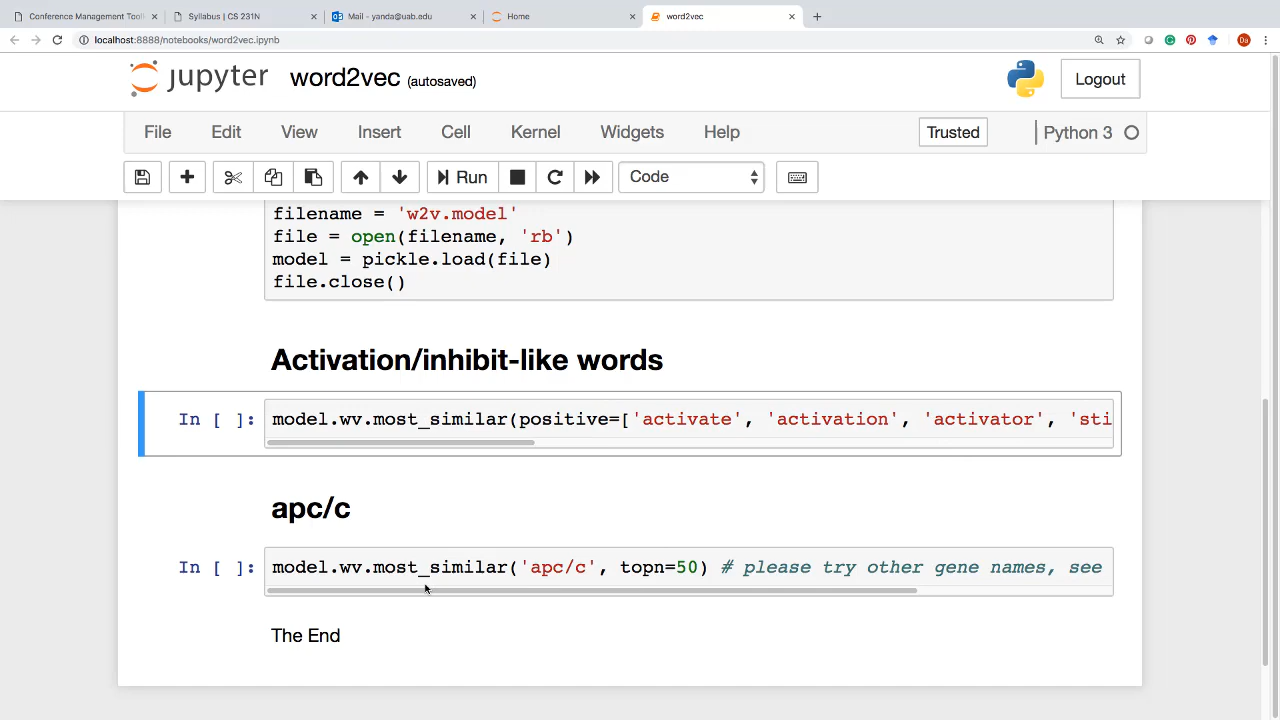 Conference Management Tool
Syllabus | CS 231N
Mail - yanda@uab.edu
Home
word2vec
localhost:8888/notebooks/word2vec.ipynb
Da
jupyter word2vec (autosaved)
Logout
File Edit View Insert Cell Kernel Widgets Help
Trusted
Python 3
Run
Code
filename = 'w2v.model'
file = open(filename, 'rb')
model = pickle.load(file)
file.close()
Activation/inhibit-like words
In [ ]: model.wv.most_similar(positive=['activate', 'activation', 'activator', 'sti
apc/c
In [ ]: model.wv.most_similar('apc/c', topn=50) # please try other gene names, see
The End